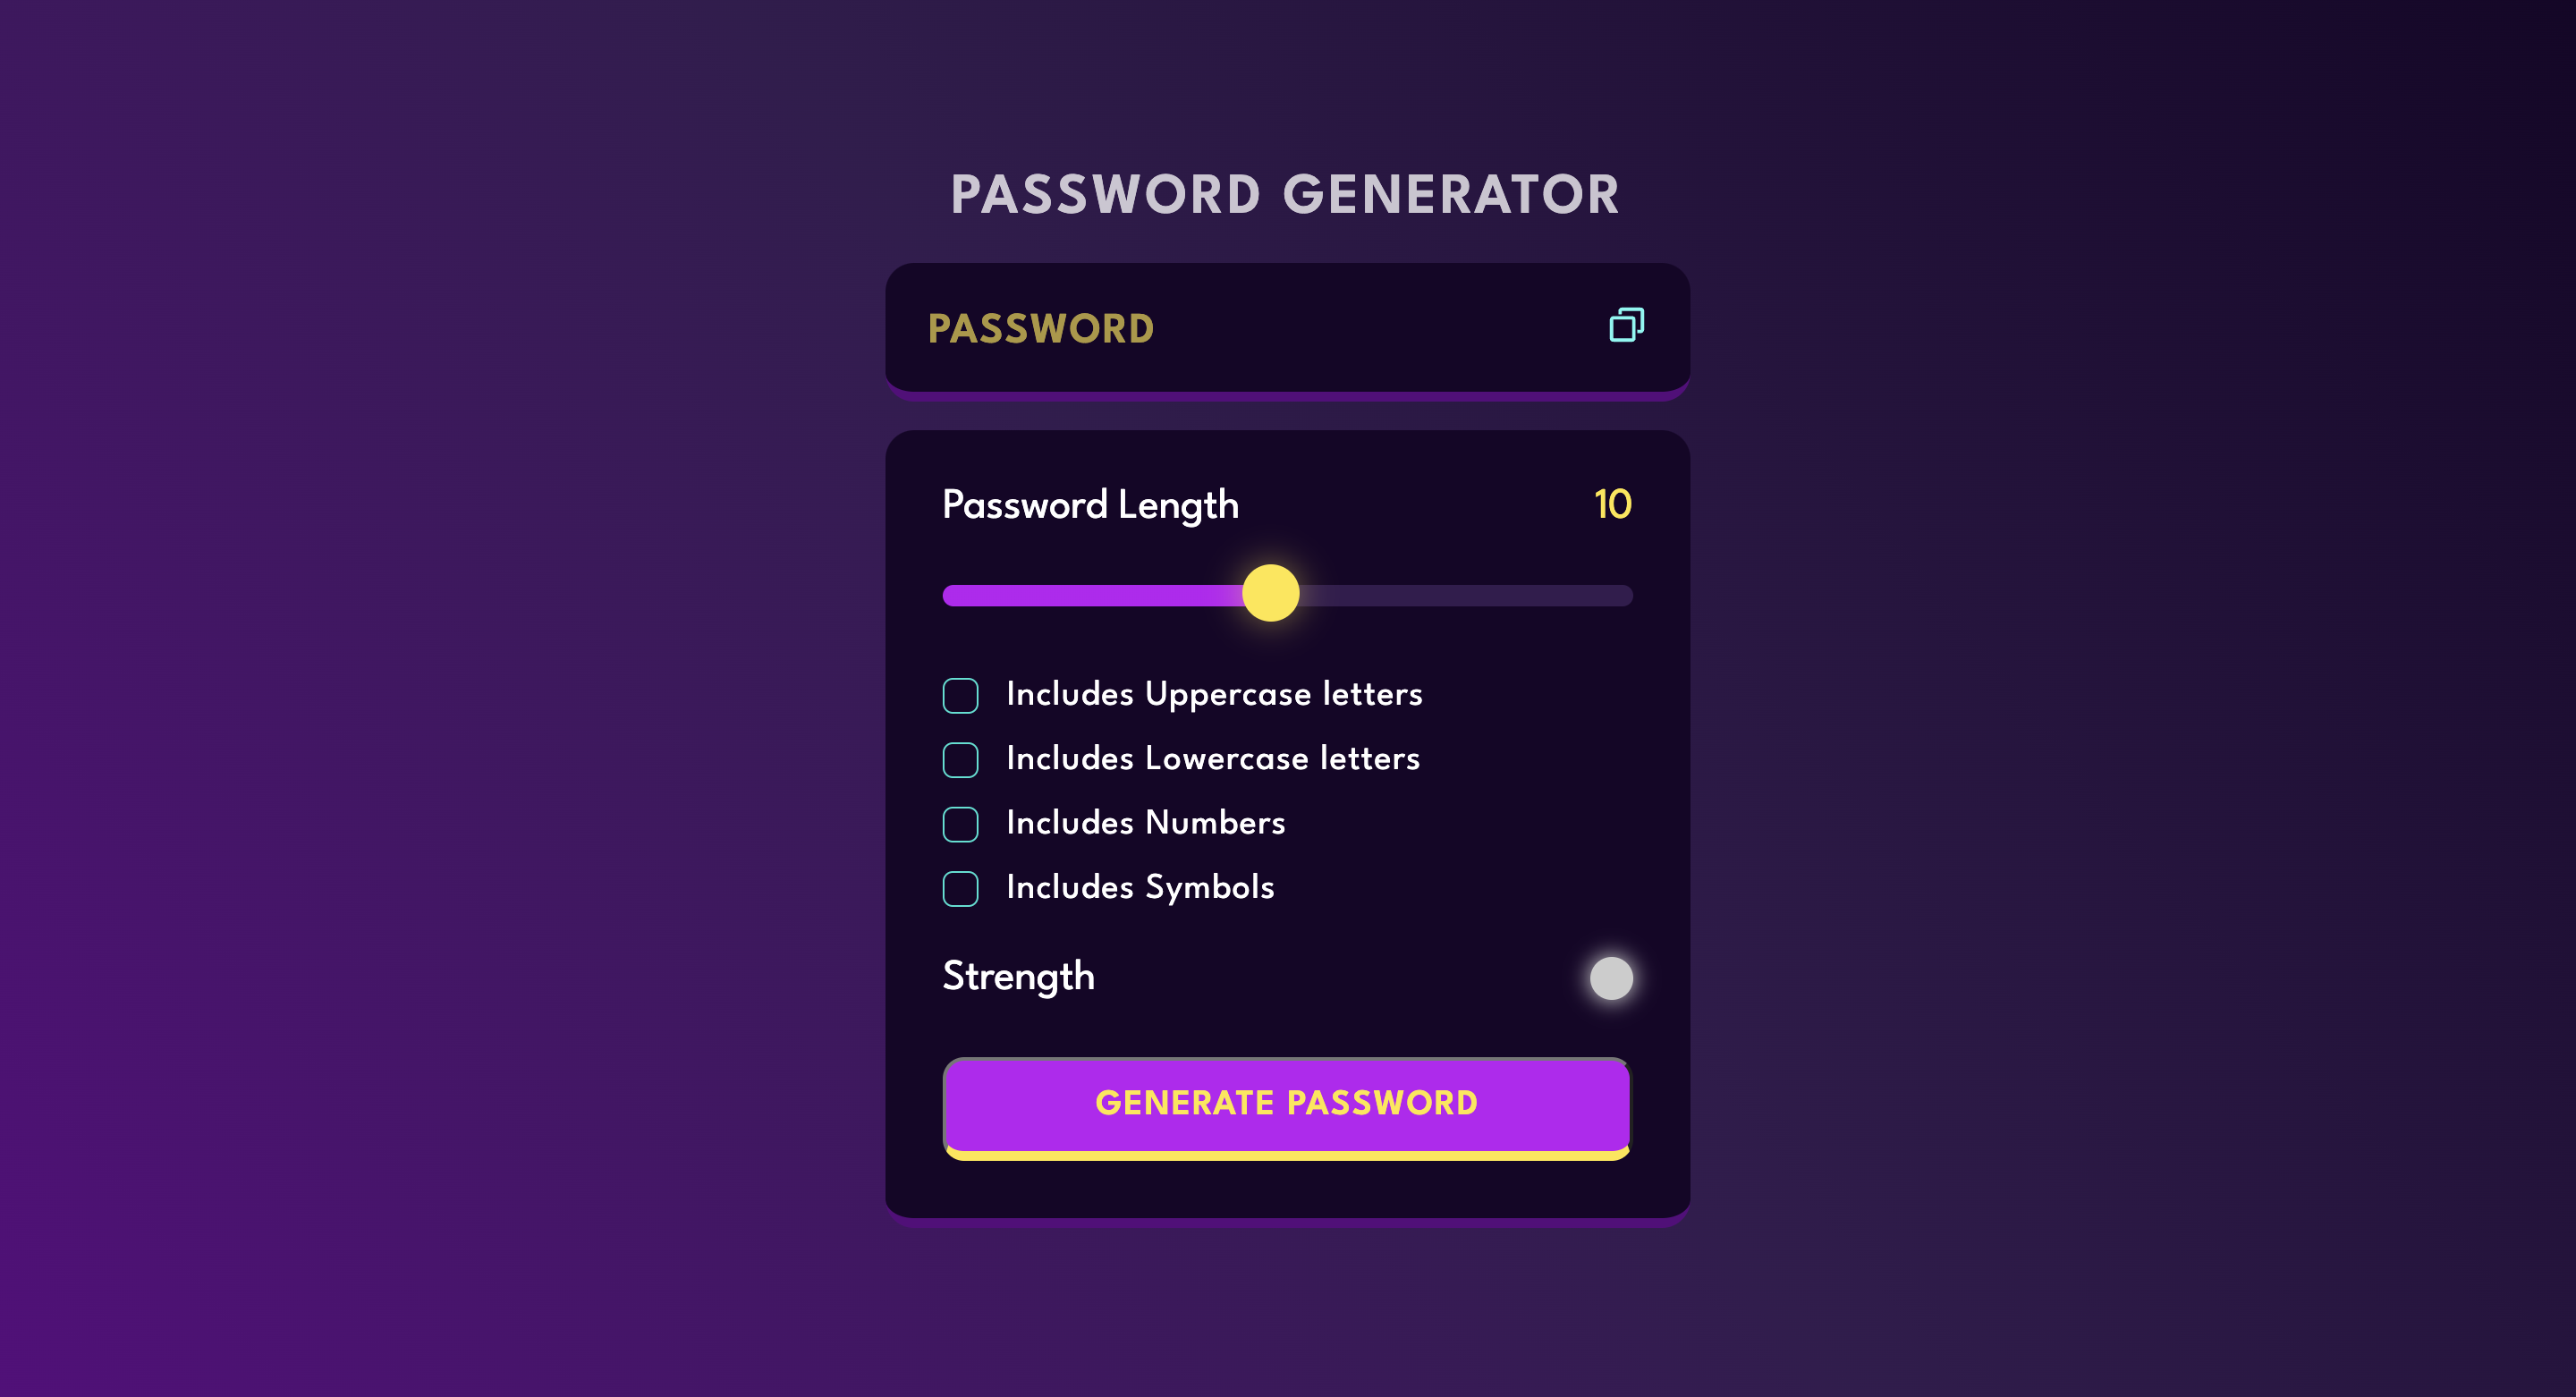 PASSWORD GENERATOR
PASSWORD
Password Length 10
Includes Uppercase letters
Includes Lowercase letters
Includes Numbers
Includes Symbols
Strength
GENERATE PASSWORD